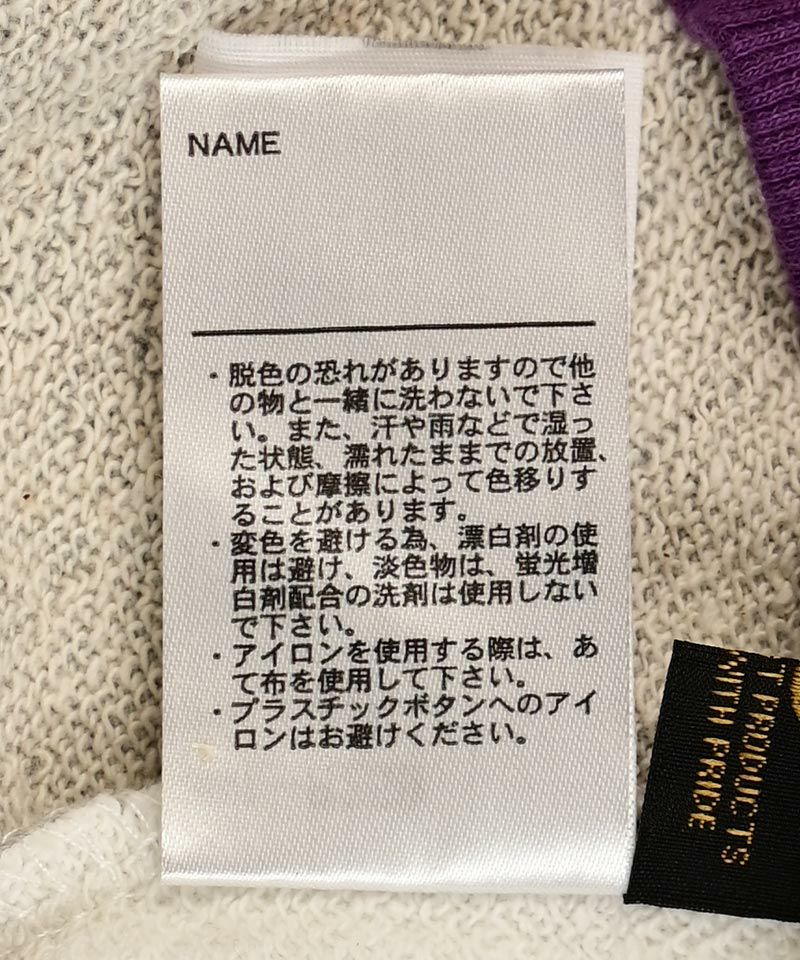 NAME
・脱色の恐れがありますので他
の物と一緒に洗わないで下さ
い。また、汗や雨などで湿っ
た状態、濡れたままでの放置、
および摩擦によって色移りす
ることがあります。
・変色を避ける為、漂白剤の使
用は避け、淡色物は、蛍光増
白剤配合の洗剤は使用しない
で下さい。
・アイロンを使用する際は、あ
て布を使用して下さい。
・プラスチックボタンへのアイ
ロンはお避けください。
PRODUCTS
WITH PRIDE